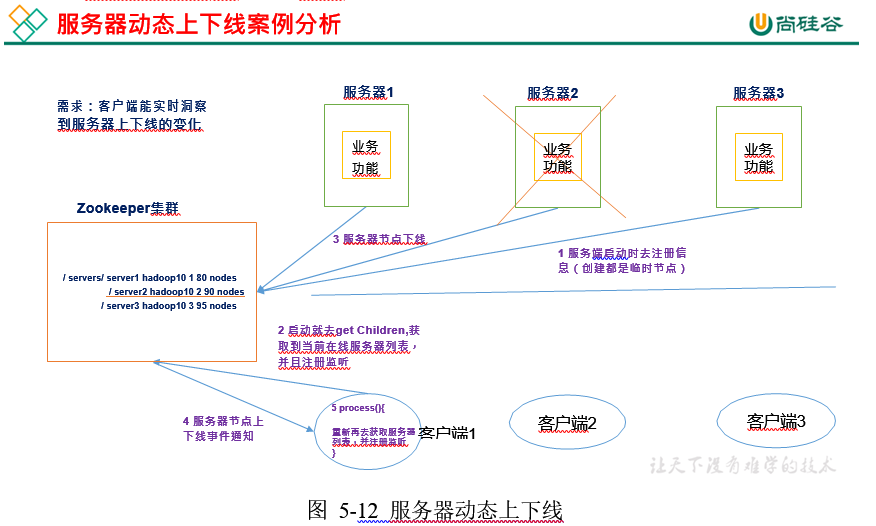 服务器动态上下线案例分析
尚硅谷
需求：客户端能实时洞察
到服务器上下线的变化
服务器1
服务器2
服务器3
业务
功能
业务
功能
业务
功能
Zookeeper集群
/ servers/ server1 hadoop10 1 80 nodes
/ server2 hadoop10 2 90 nodes
/ server3 hadoop10 3 95 nodes
3 服务器节点下线
1 服务端启动时去注册信
息（创建都是临时节点）
2 启动就去get Children,获
取到当前在线服务器列表，
并且注册监听
4 服务器节点上
下线事件通知
5 process(){
重新再去获取服务器
列表，并注册监听
}
客户端1
客户端2
客户端3
让天下没有难学的技术
图 5-12 服务器动态上下线